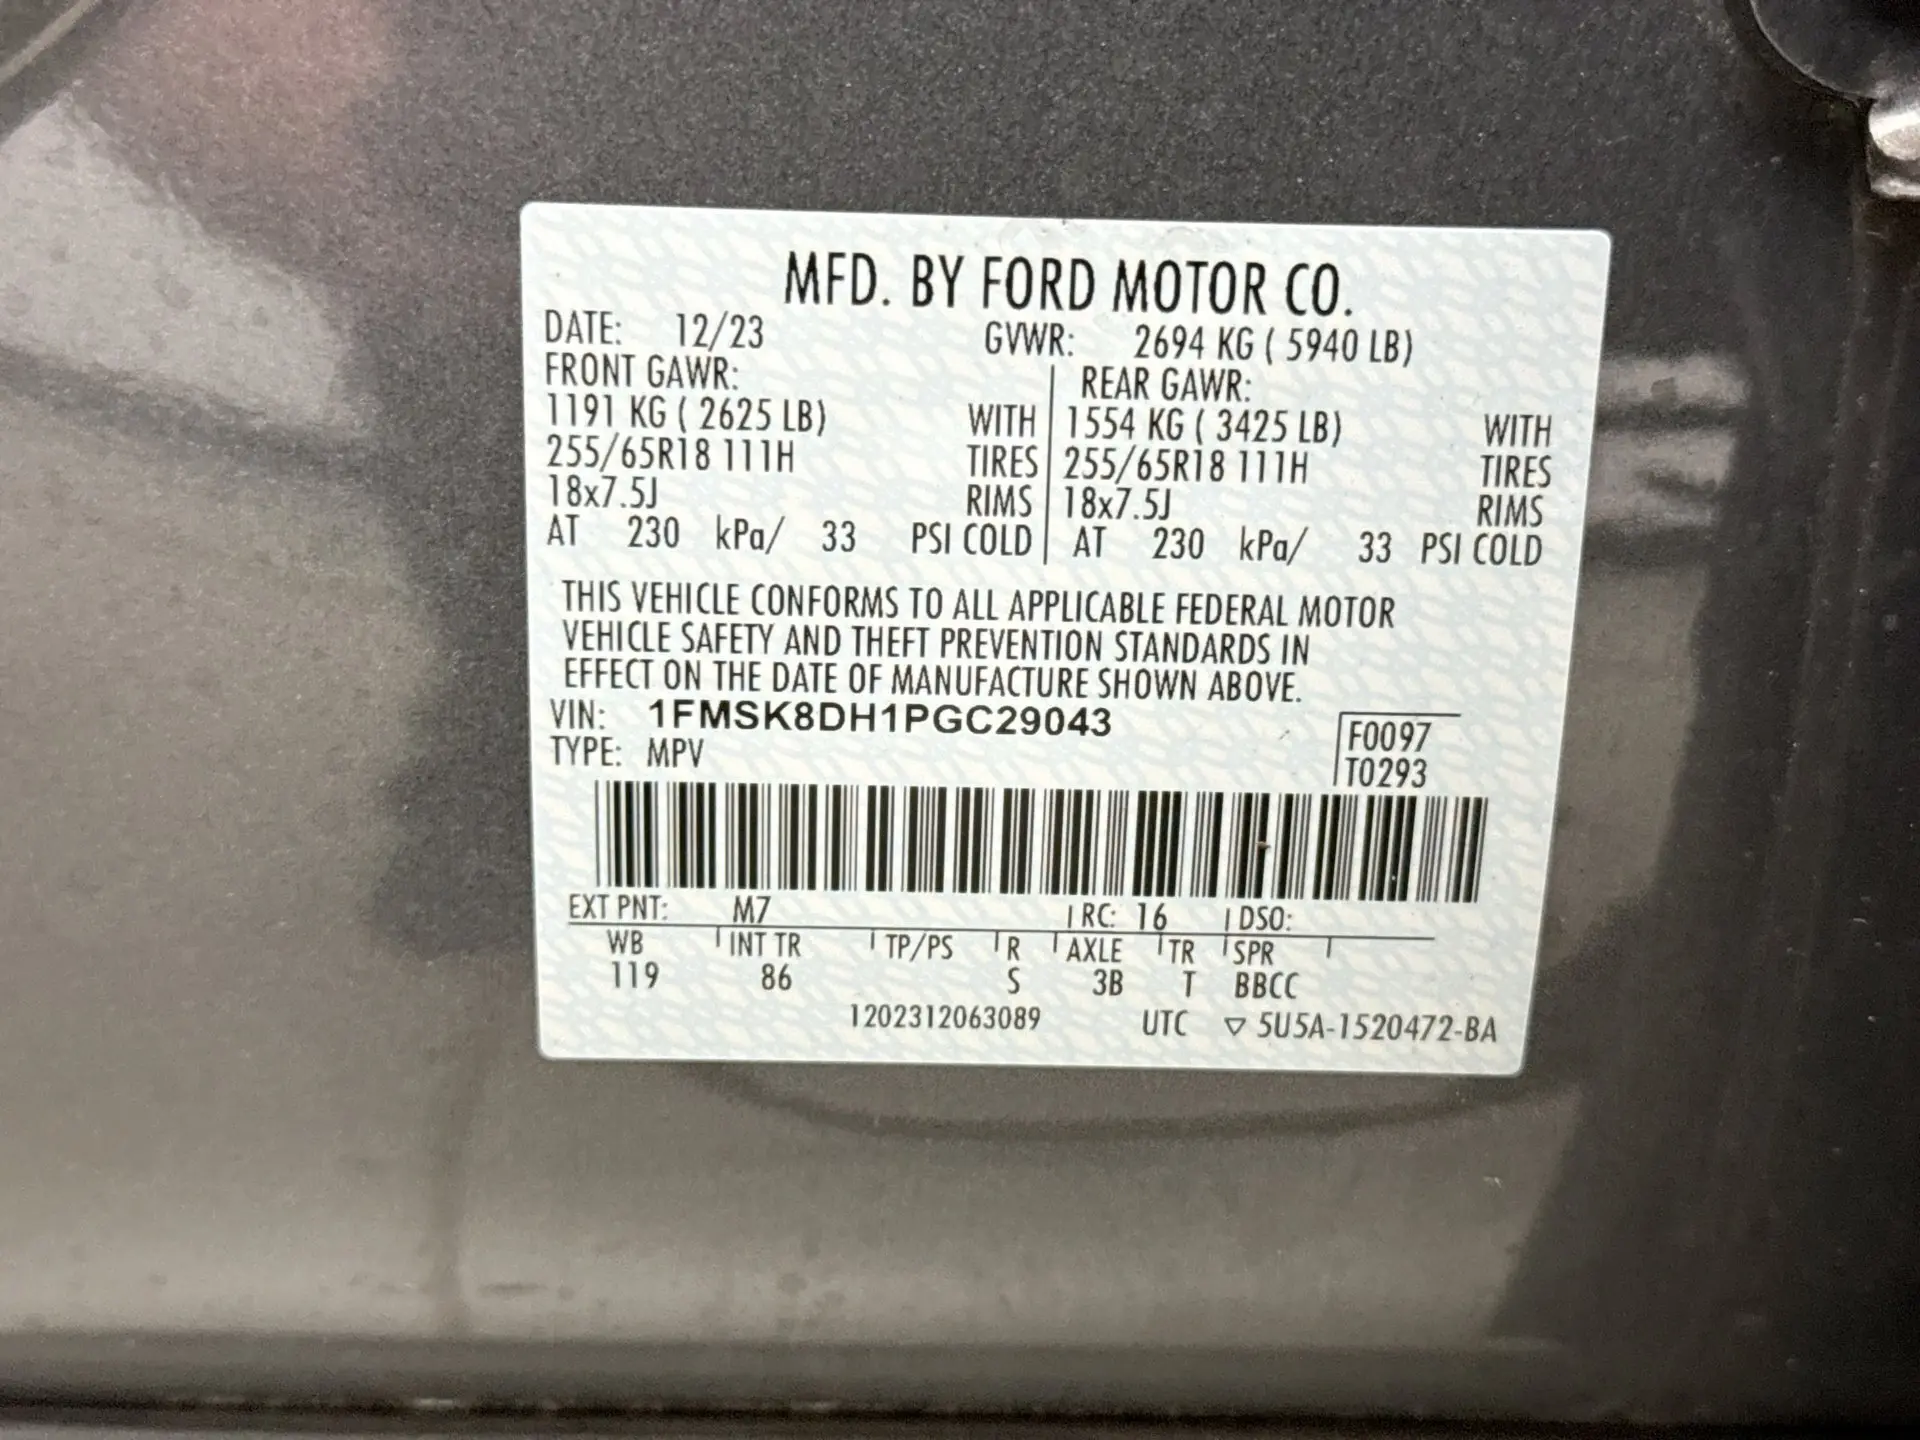 MFD. BY FORD MOTOR CO.
DATE: 12/23 GVWR: 2694 KG ( 5940 LB)
FRONT GAWR: REAR GAWR:
1191 KG ( 2625 LB) WITH 1554 KG ( 3425 LB) WITH
255/65R18 111H TIRES 255/65R18 111H TIRES
18x7.5J RIMS 18x7.5J RIMS
AT 230 kPa/ 33 PSI COLD AT 230 kPa/ 33 PSI COLD
THIS VEHICLE CONFORMS TO ALL APPLICABLE FEDERAL MOTOR
VEHICLE SAFETY AND THEFT PREVENTION STANDARDS IN
EFFECT ON THE DATE OF MANUFACTURE SHOWN ABOVE.
VIN: 1FMSK8DH1PGC29043 F0097
TYPE: MPV T0293
EXT PNT: M7 RC: 16 DSO:
WB INT TR TP/PS R AXLE TR SPR
119 86 S 3B T BBCC
1202312063089 UTC ▽ 5U5A-1520472-BA